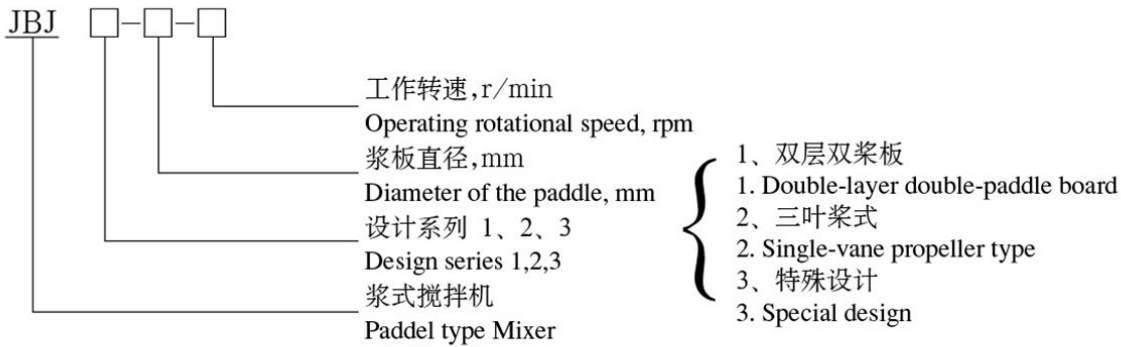 JBJ □-□-□
工作转速,r/min
Operating rotational speed, rpm
浆板直径,mm
Diameter of the paddle, mm
设计系列 1、2、3
Design series 1,2,3
浆式搅拌机
Paddel type Mixer
1、双层双桨板
1. Double-layer double-paddle board
2、三叶桨式
2. Single-vane propeller type
3、特殊设计
3. Special design